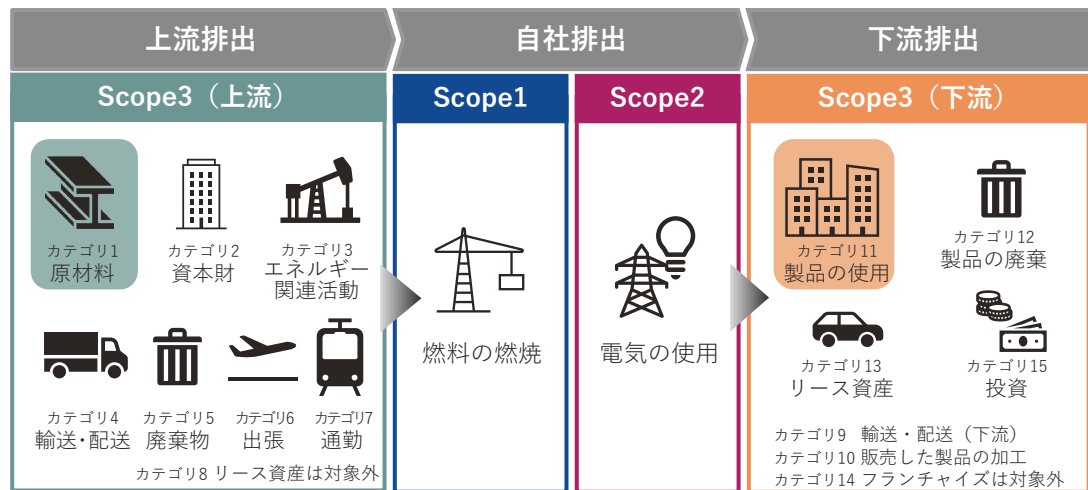 上流排出
自社排出
下流排出
Scope3（上流）
Scope1
Scope2
Scope3（下流）
カテゴリ1
原材料
カテゴリ2
資本財
カテゴリ3
エネルギー
関連活動
カテゴリ4
輸送・配送
カテゴリ5
廃棄物
カテゴリ6
出張
カテゴリ7
通勤
カテゴリ8 リース資産は対象外
燃料の燃焼
電気の使用
カテゴリ11
製品の使用
カテゴリ12
製品の廃棄
カテゴリ13
リース資産
カテゴリ15
投資
カテゴリ9 輸送・配送（下流）
カテゴリ10 販売した製品の加工
カテゴリ14 フランチャイズは対象外